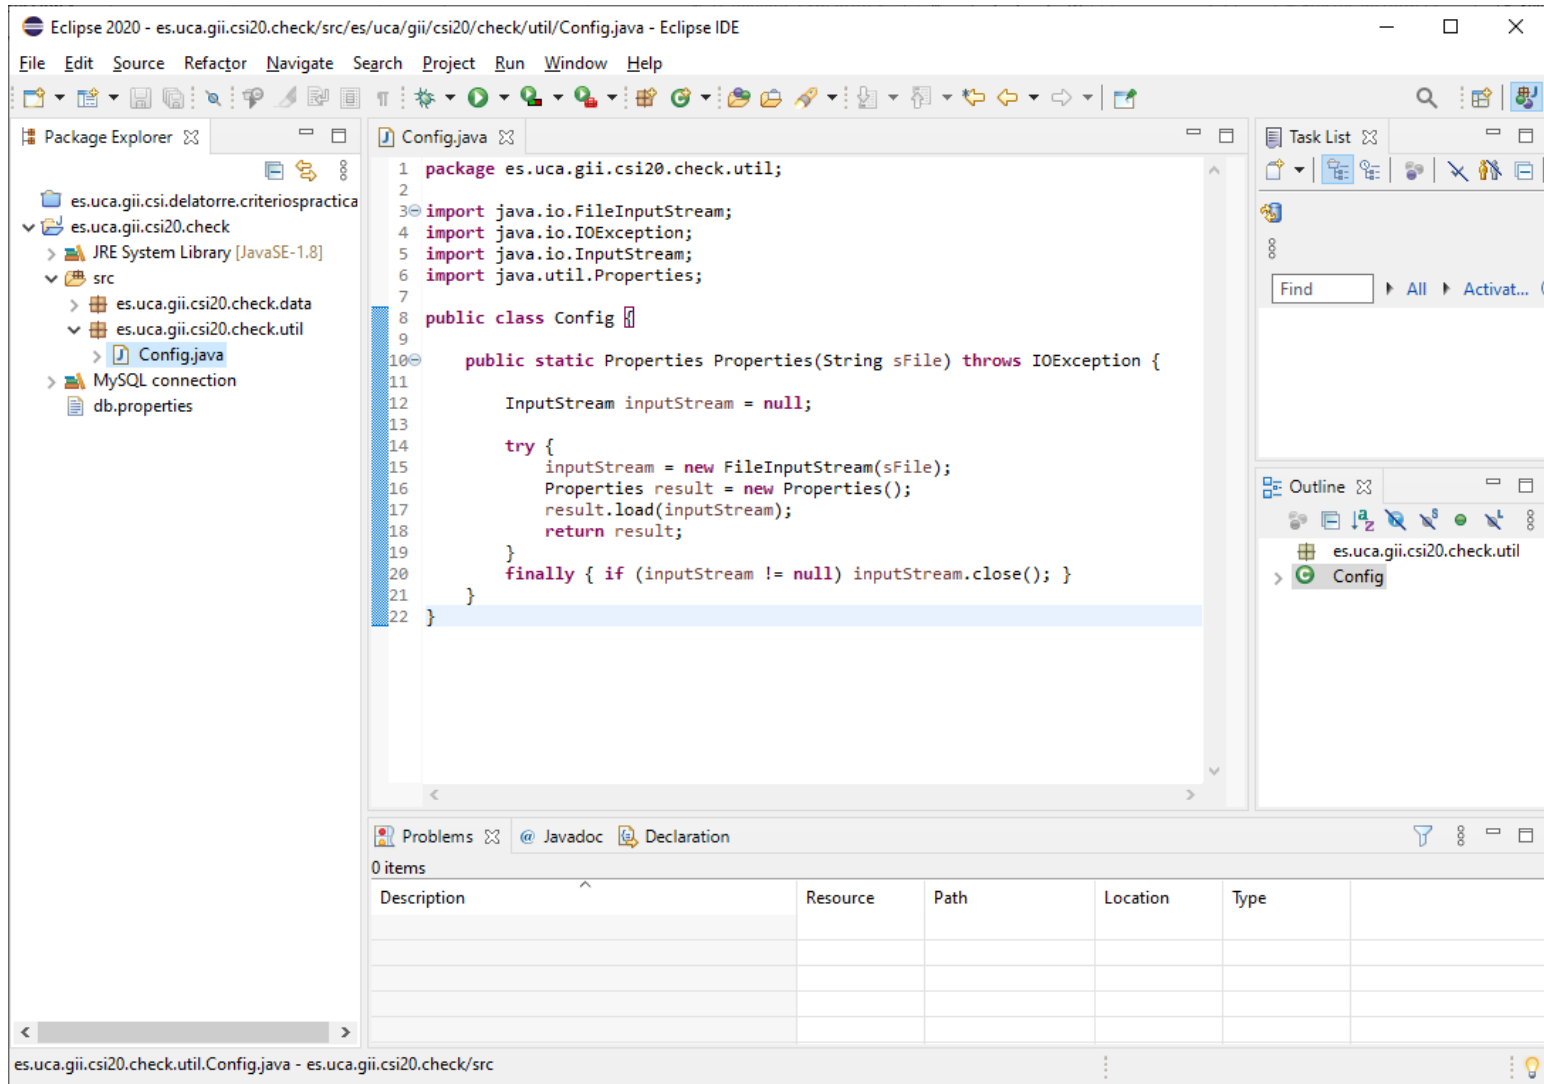 Eclipse 2020 - es.uca.gii.csi20.check/src/es/uca/gii/csi20/check/util/Config.java - Eclipse IDE
File Edit Source Refactor Navigate Search Project Run Window Help
Package Explorer
es.uca.gii.csi.delatorre.criteriospractica
es.uca.gii.csi20.check
JRE System Library [JavaSE-1.8]
src
es.uca.gii.csi20.check.data
es.uca.gii.csi20.check.util
Config.java
MySQL connection
db.properties
Config.java
1 package es.uca.gii.csi20.check.util;
2
3 import java.io.FileInputStream;
4 import java.io.IOException;
5 import java.io.InputStream;
6 import java.util.Properties;
7
8 public class Config {
9
10 public static Properties Properties(String sFile) throws IOException {
11
12 InputStream inputStream = null;
13
14 try {
15 inputStream = new FileInputStream(sFile);
16 Properties result = new Properties();
17 result.load(inputStream);
18 return result;
19 }
20 finally { if (inputStream != null) inputStream.close(); }
21 }
22 }
Task List
Find All Activat...
Outline
es.uca.gii.csi20.check.util
Config
Problems Javadoc Declaration
0 items
Description Resource Path Location Type
es.uca.gii.csi20.check.util.Config.java - es.uca.gii.csi20.check/src